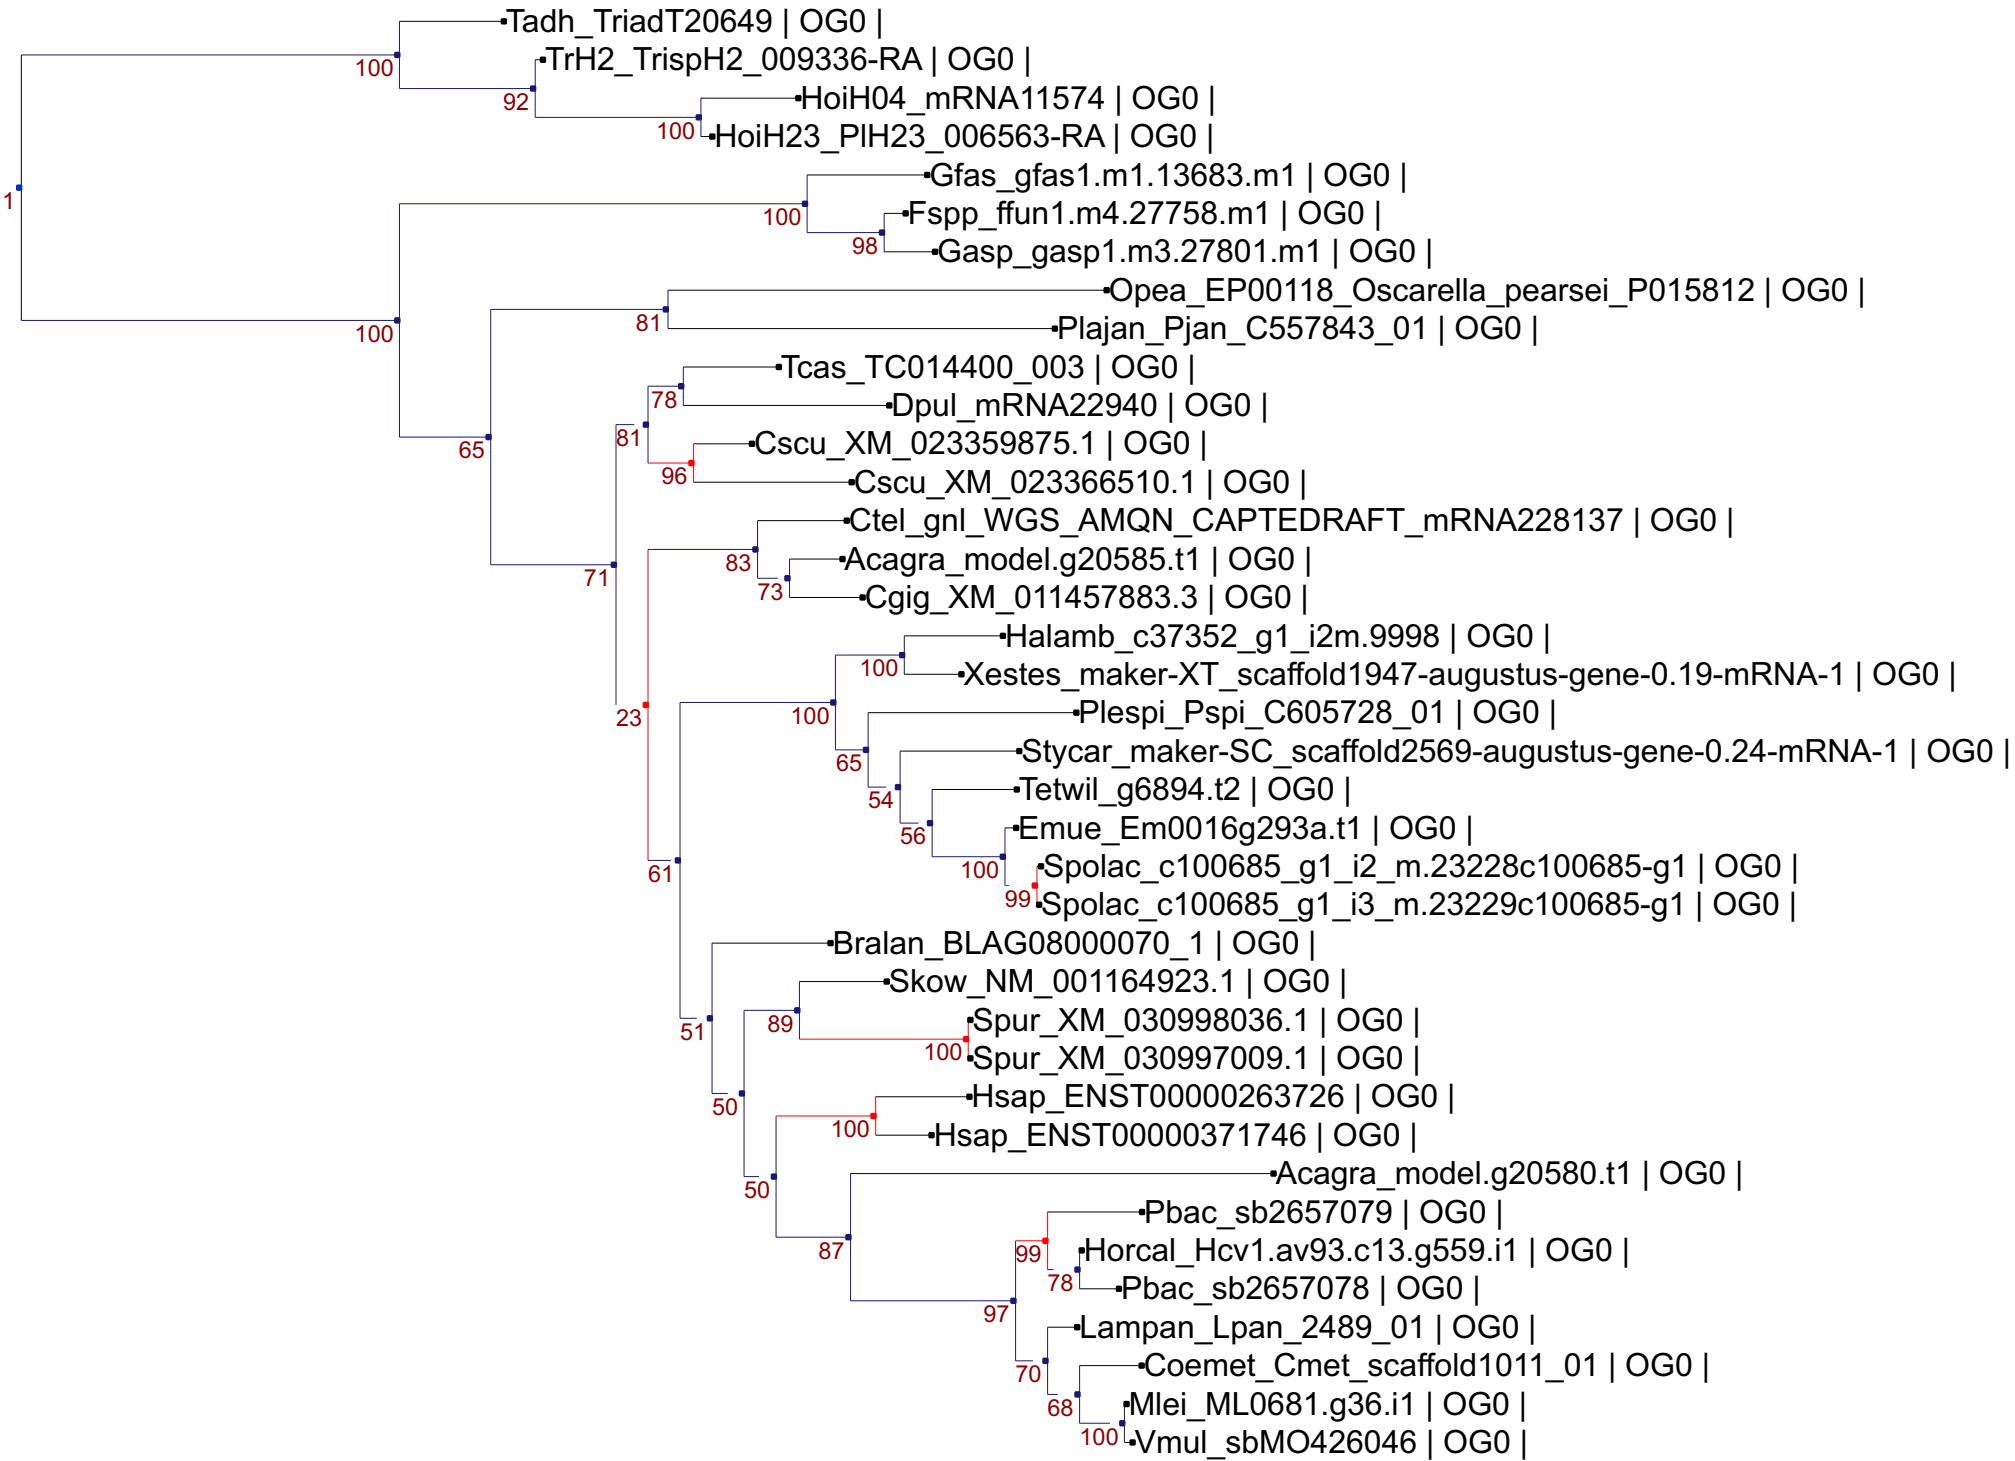 Tadh_TriadT20649 | OG0 |
100
TrH2_TrispH2_009336-RA | OG0 |
92
HoiH04_mRNA11574 | OG0 |
100
HoiH23_PlH23_006563-RA | OG0 |
Gfas_gfas1.m1.13683.m1 | OG0 |
1
100
Fspp_ffun1.m4.27758.m1 | OG0 |
98
Gasp_gasp1.m3.27801.m1 | OG0 |
Opea_EP00118_Oscarella_pearsei_P015812 | OG0 |
81
100
Plajan_Pjan_C557843_01 | OG0 |
Tcas_TC014400_003 | OG0 |
78
Dpul_mRNA22940 | OG0 |
81
65
Cscu_XM_023359875.1 | OG0 |
96
Cscu_XM_023366510.1 | OG0 |
Ctel_gnl_WGS_AMQN_CAPTEDRAFT_mRNA228137 | OG0 |
83
Acagra_model.g20585.t1 | OG0 |
71
73
Cgig_XM_011457883.3 | OG0 |
Halamb_c37352_g1_i2m.9998 | OG0 |
100
Xestes_maker-XT_scaffold1947-augustus-gene-0.19-mRNA-1 | OG0 |
23
100
Plespi_Pspi_C605728_01 | OG0 |
65
Stycar_maker-SC_scaffold2569-augustus-gene-0.24-mRNA-1 | OG0 |
54
Tetwil_g6894.t2 | OG0 |
56
Emue_Em0016g293a.t1 | OG0 |
100
61
Spolac_c100685_g1_i2_m.23228c100685-g1 | OG0 |
99
Spolac_c100685_g1_i3_m.23229c100685-g1 | OG0 |
Bralan_BLAG08000070_1 | OG0 |
Skow_NM_001164923.1 | OG0 |
51
89
Spur_XM_030998036.1 | OG0 |
100
Spur_XM_030997009.1 | OG0 |
50
Hsap_ENST00000263726 | OG0 |
100
Hsap_ENST00000371746 | OG0 |
50
Acagra_model.g20580.t1 | OG0 |
Pbac_sb2657079 | OG0 |
87
99
Horcal_Hcv1.av93.c13.g559.i1 | OG0 |
78
Pbac_sb2657078 | OG0 |
97
Lampan_Lpan_2489_01 | OG0 |
70
Coemet_Cmet_scaffold1011_01 | OG0 |
68
Mlei_ML0681.g36.i1 | OG0 |
100
Vmul_sbMO426046 | OG0 |